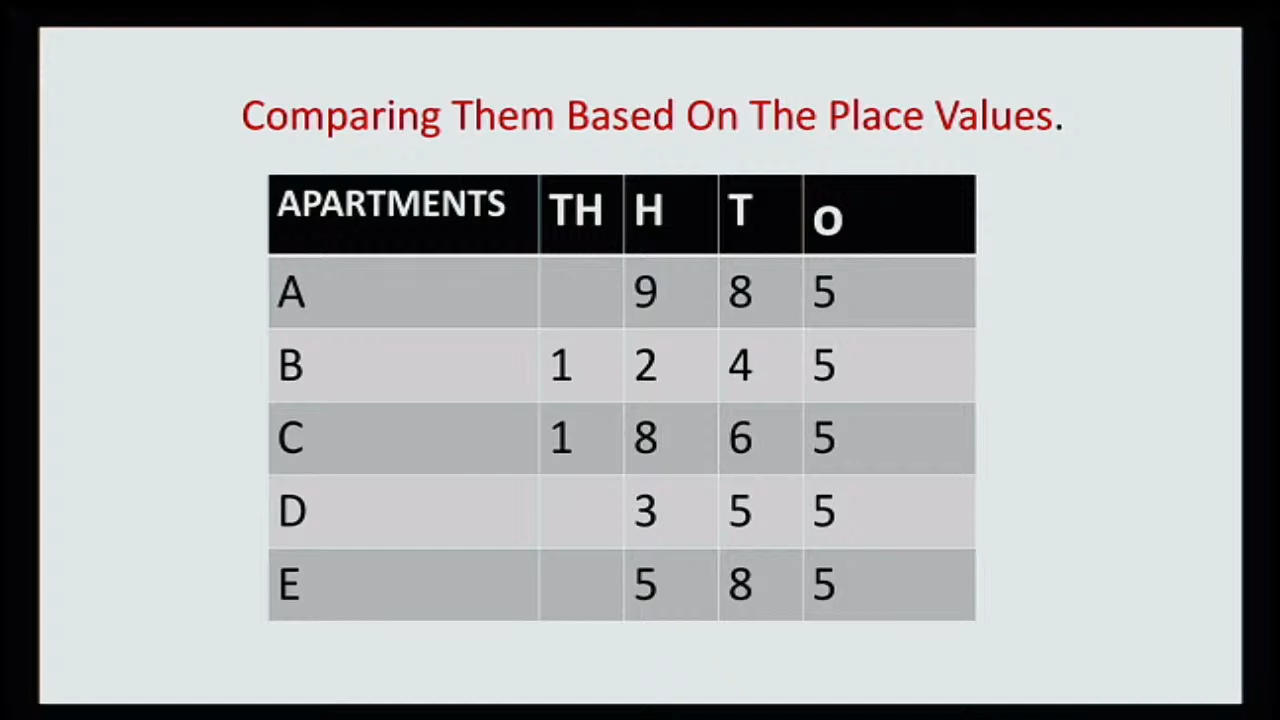 Comparing Them Based On The Place Values.
APARTMENTS TH H T O
A 9 8 5
B 1 2 4 5
C 1 8 6 5
D 3 5 5
E 5 8 5